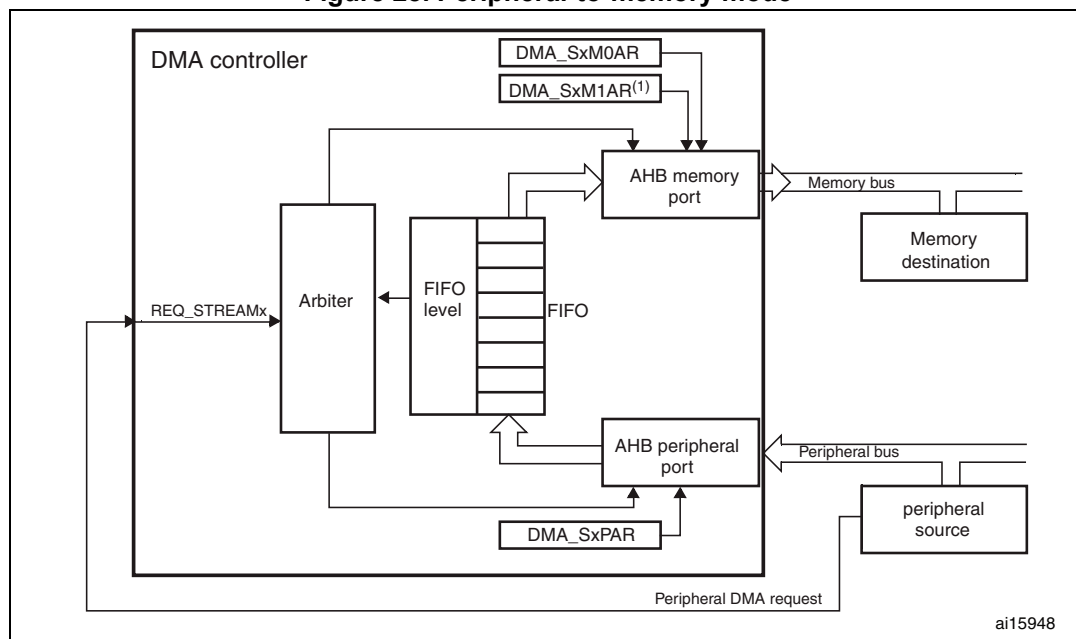 DMA controller
DMA_SxM0AR
DMA_SxM1AR(1)
AHB memory
port
Memory bus
Memory
destination
REQ_STREAMx
Arbiter
FIFO
level
FIFO
AHB peripheral
port
Peripheral bus
peripheral
source
DMA_SxPAR
Peripheral DMA request
ai15948